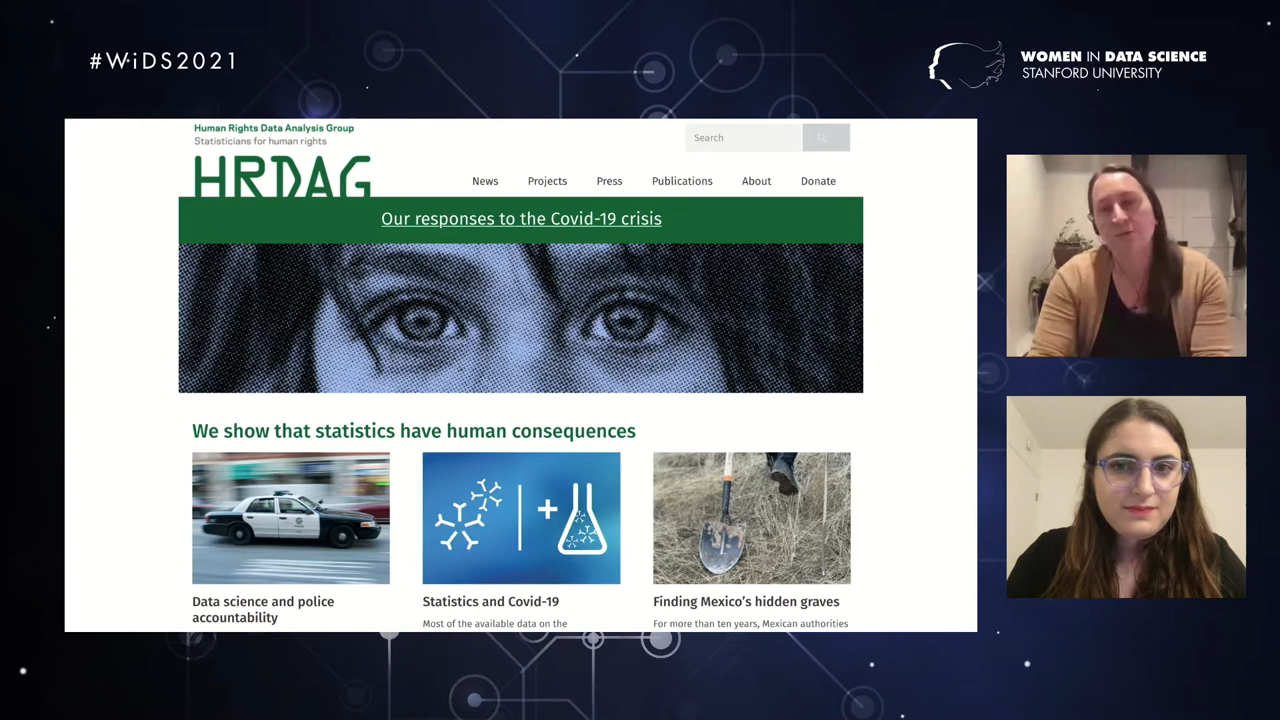 #WiDS2021
WOMEN IN DATA SCIENCE
STANFORD UNIVERSITY
Human Rights Data Analysis Group
Statisticians for human rights
HRDAG
Search
News Projects Press Publications About Donate
Our responses to the Covid-19 crisis
We show that statistics have human consequences
Data science and police
accountability
Statistics and Covid-19
Most of the available data on the
Finding Mexico's hidden graves
For more than ten years, Mexican authorities